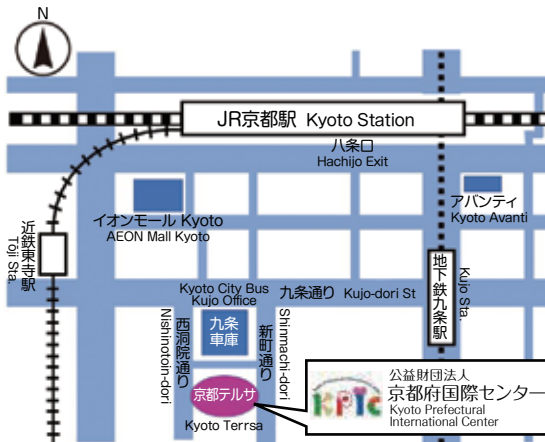 N
JR京都駅 Kyoto Station
八条口
Hachijo Exit
アバンティ
Kyoto Avanti
イオンモール Kyoto
AEON Mall Kyoto
近鉄東寺駅
Tōji Sta.
地下鉄九条駅
Kujō Sta.
Kyoto City Bus
Kujo Office
九条通り Kujo-dori St
九条
車庫
西洞院通り
Nishinotoin-dori
新町通り
Shinmachi-dori
京都テルサ
Kyoto Terrsa
KPIC
公益財団法人
京都府国際センター
Kyoto Prefectural
International Center